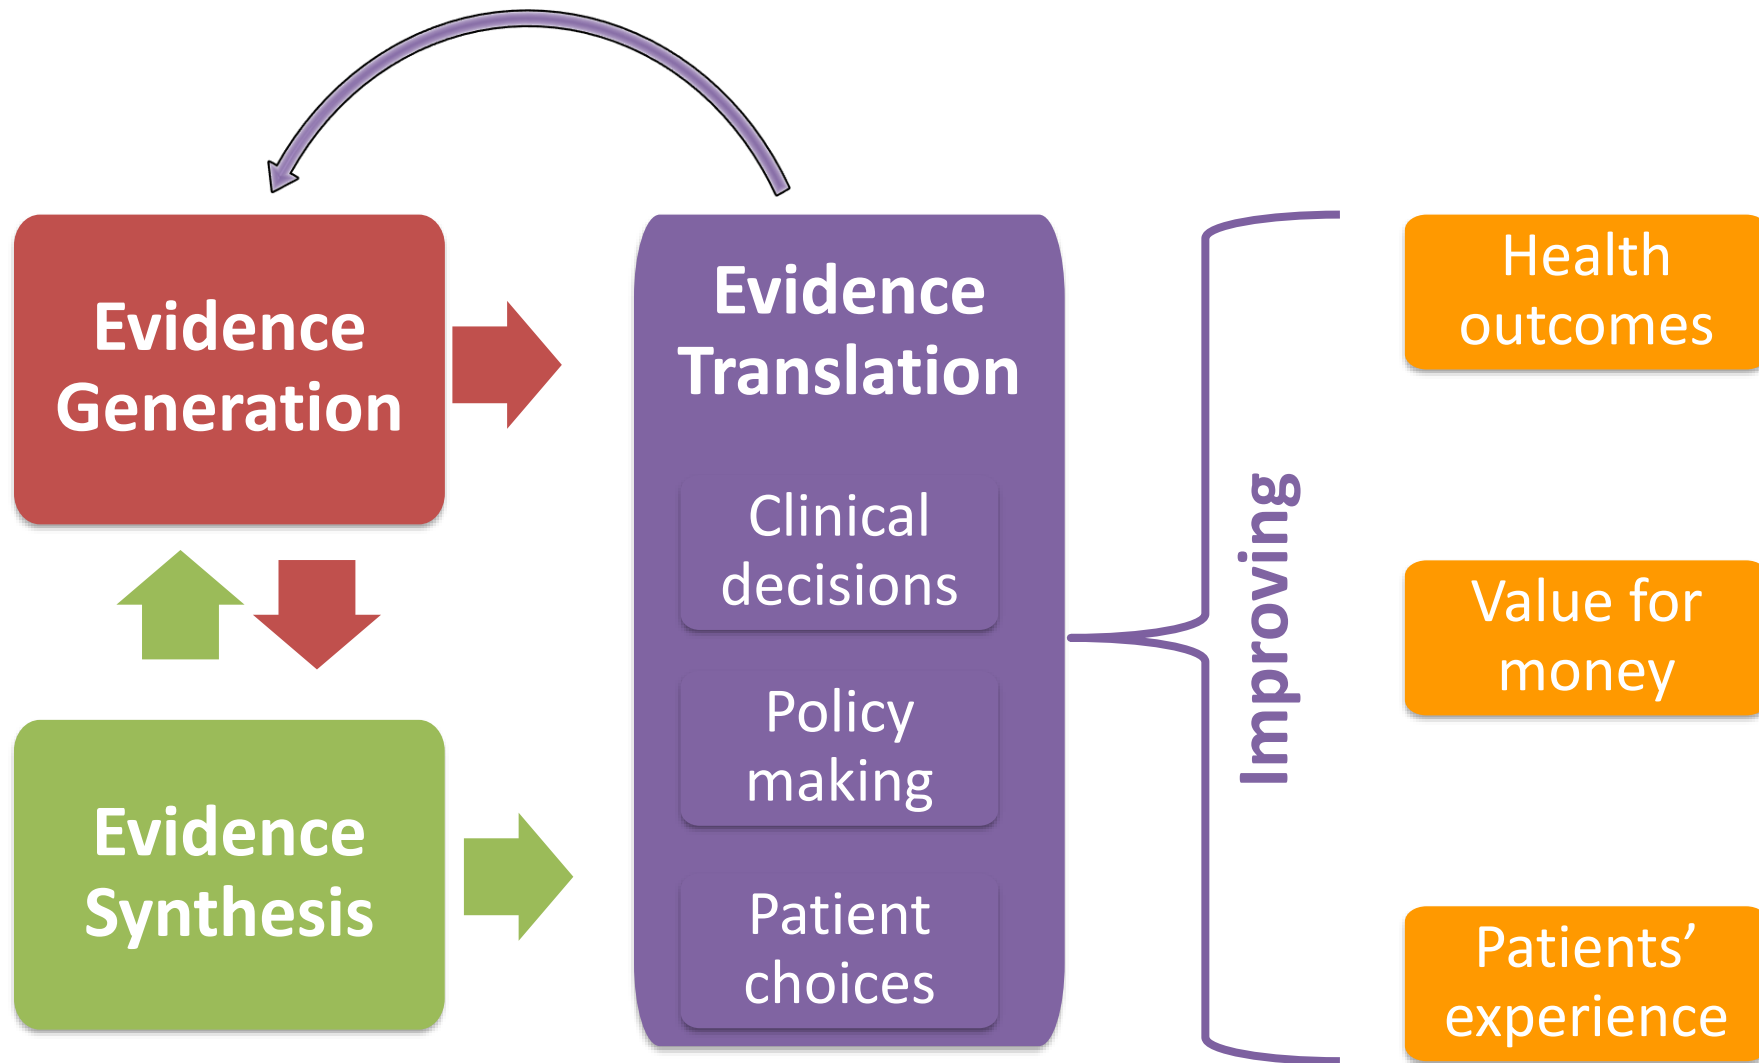 Evidence
Generation
Evidence
Synthesis
Evidence
Translation
Clinical
decisions
Policy
making
Patient
choices
Improving
Health
outcomes
Value for
money
Patients’
experience